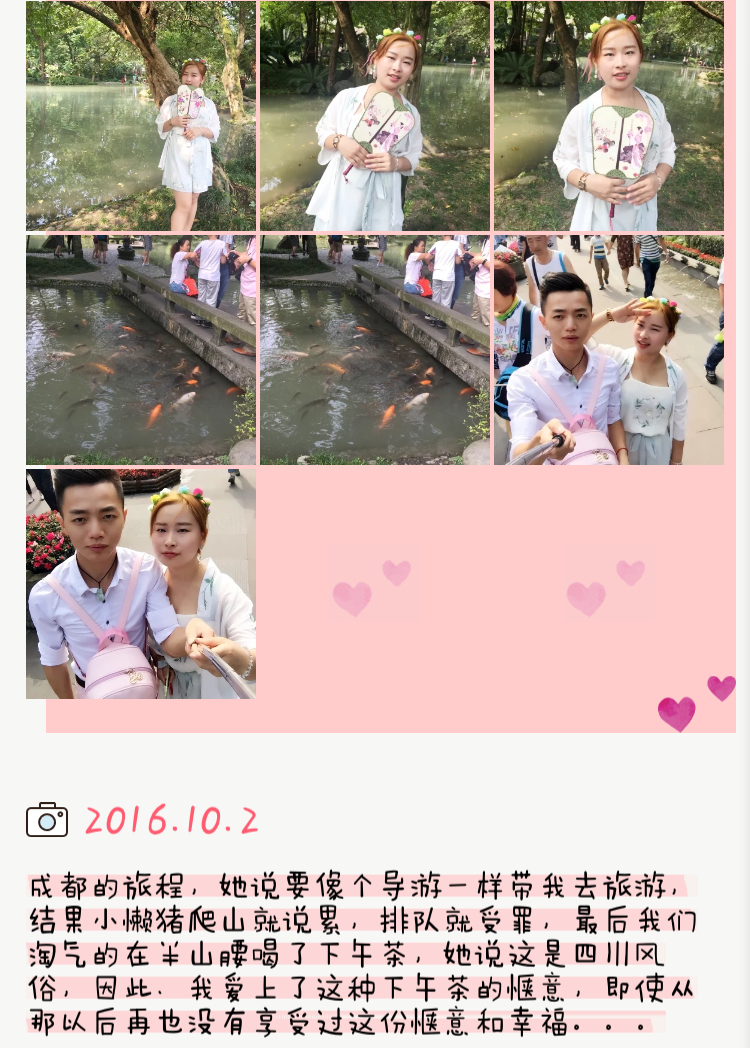 2016.10.2
成都的旅程，她说要像个导游一样带我去旅游，
结果小懒猪爬山就说累，排队就受罪，最后我们
淘气的在半山腰喝了下午茶，她说这是四川风
俗，因此．我爱上了这种下午茶的惬意，即使从
那以后再也没有享受过这份惬意和幸福。。。